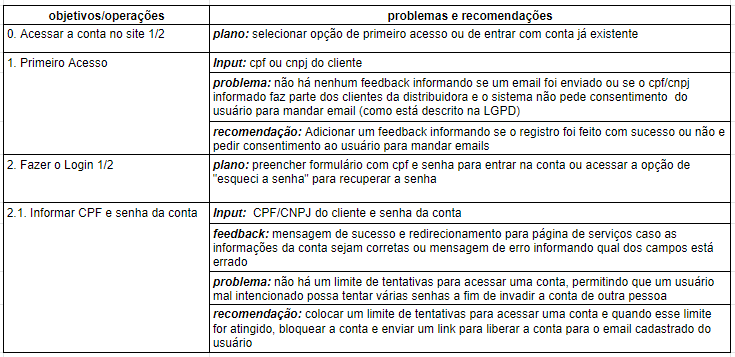 objetivos/operações
problemas e recomendações
0. Acessar a conta no site 1/2
plano: selecionar opção de primeiro acesso ou de entrar com conta já existente
1. Primeiro Acesso
Input: cpf ou cnpj do cliente
problema: não há nenhum feedback informando se um email foi enviado ou se o cpf/cnpj
informado faz parte dos clientes da distribuidora e o sistema não pede consentimento do
usuário para mandar email (como está descrito na LGPD)
recomendação: Adicionar um feedback informando se o registro foi feito com sucesso ou não e
pedir consentimento ao usuário para mandar emails
2. Fazer o Login 1/2
plano: preencher formulário com cpf e senha para entrar na conta ou acessar a opção de
"esqueci a senha" para recuperar a senha
2.1. Informar CPF e senha da conta
Input: CPF/CNPJ do cliente e senha da conta
feedback: mensagem de sucesso e redirecionamento para página de serviços caso as
informações da conta sejam corretas ou mensagem de erro informando qual dos campos está
errado
problema: não há um limite de tentativas para acessar uma conta, permitindo que um usuário
mal intencionado possa tentar várias senhas a fim de invadir a conta de outra pessoa
recomendação: colocar um limite de tentativas para acessar uma conta e quando esse limite
for atingido, bloquear a conta e enviar um link para liberar a conta para o email cadastrado do
usuário